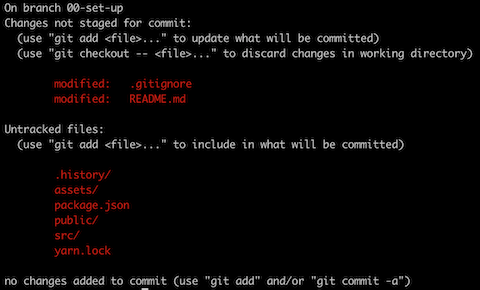 On branch 00-set-up
Changes not staged for commit:
  (use "git add <file>..." to update what will be committed)
  (use "git checkout -- <file>..." to discard changes in working directory)

        modified:   .gitignore
        modified:   README.md

Untracked files:
  (use "git add <file>..." to include in what will be committed)

        .history/
        assets/
        package.json
        public/
        src/
        yarn.lock

no changes added to commit (use "git add" and/or "git commit -a")